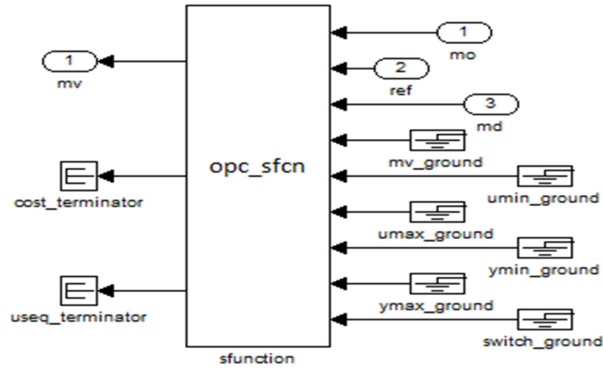 1
mo
1
mv
2
ref
3
md
opc_sfcn
mv_ground
cost_terminator
umin_ground
umax_ground
ymin_ground
useq_terminator
ymax_ground
switch_ground
sfunction